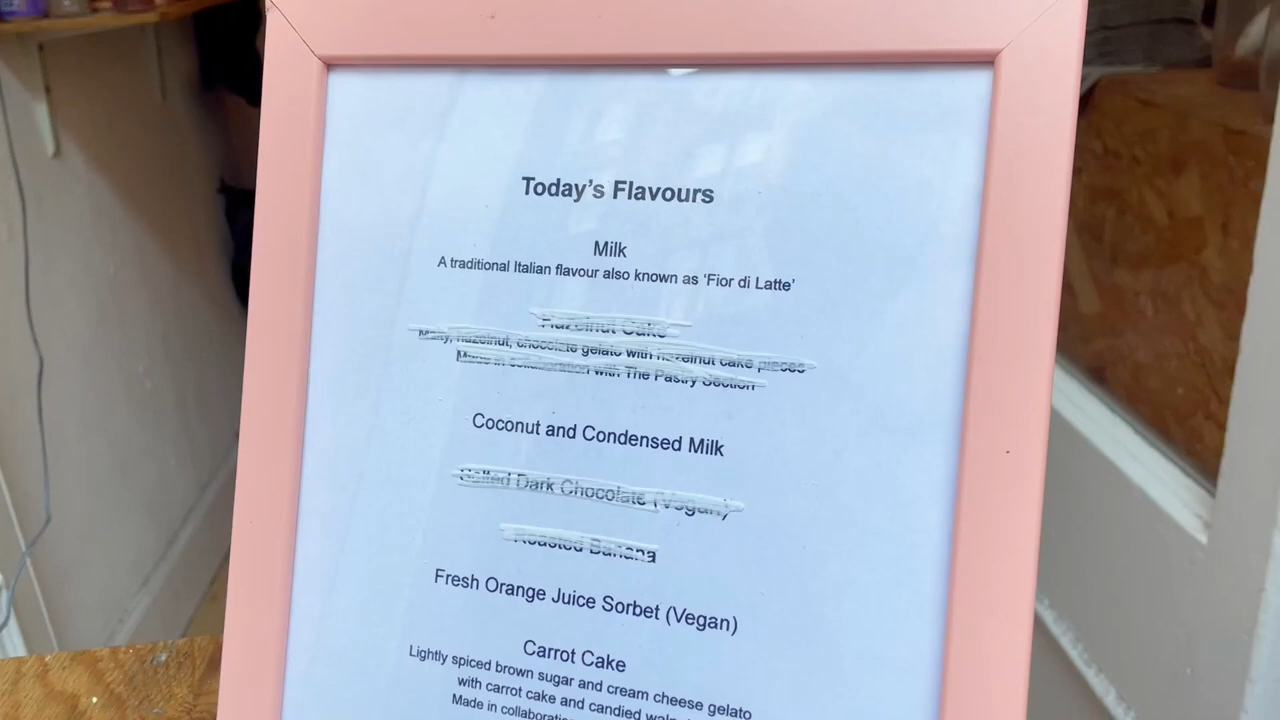 Today's Flavours
Milk
A traditional Italian flavour also known as ‘Fior di Latte’
Hazelnut Cake
Malty, hazelnut, chocolate gelato with hazelnut cake pieces
Made in collaboration with The Pastry Section
Coconut and Condensed Milk
Salted Dark Chocolate (Vegan)
Roasted Banana
Fresh Orange Juice Sorbet (Vegan)
Carrot Cake
Lightly spiced brown sugar and cream cheese gelato
with carrot cake and candied
Made in